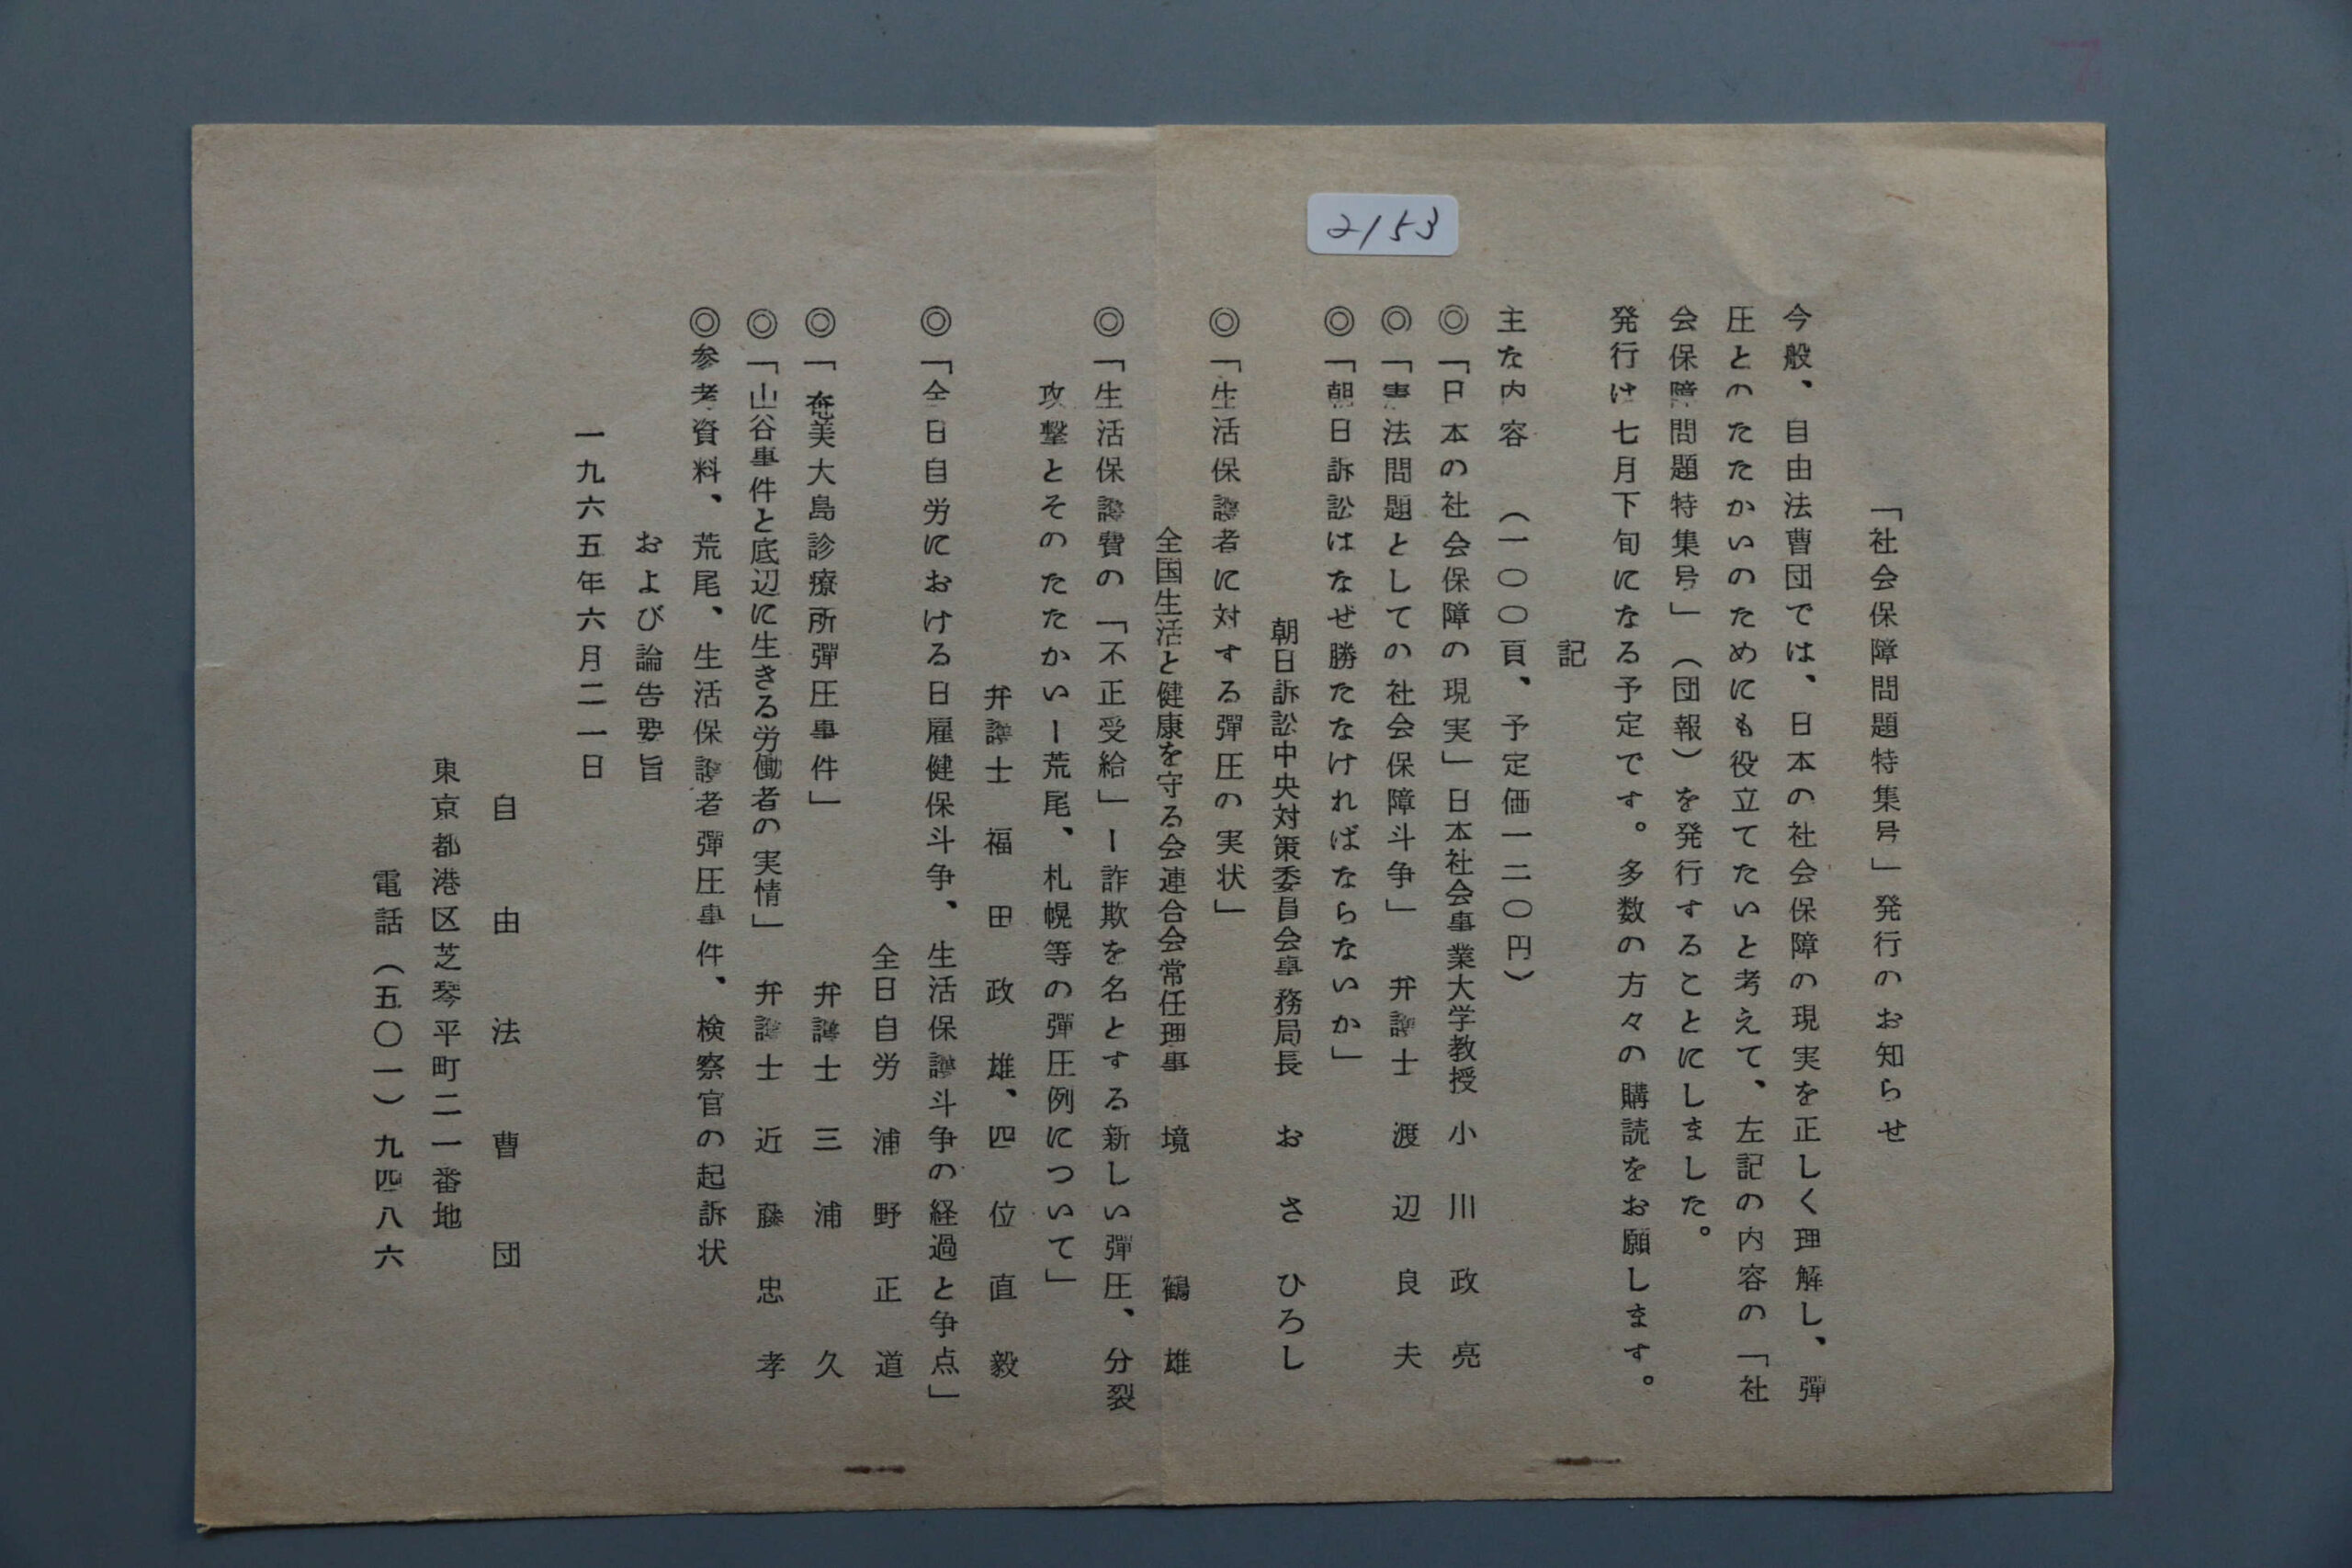 2153
「社会保障問題特集号」発行のお知らせ
今般、自由法曹団では、日本の社会保障の現実を正しく理解し、彈
圧とのたたかいのためにも役立てたいと考えて、左記の内容の「社
会保障問題特集号」（団報）を発行することにしました。
発行は七月下旬になる予定です。多数の方々の購読をお願します。
記
主な内容　（一〇〇頁、予定価一二〇円）
◎「日本の社会保障の現実」日本社会事業大学教授　小川政亮
◎「憲法問題としての社会保障斗争」　弁護士　渡辺良夫
◎「朝日訴訟はなぜ勝たなければならないか」
朝日訴訟中央対策委員会事務局長　おさ　ひろし
◎「生活保護者に対する彈圧の実状」
全国生活と健康を守る会連合会常任理事　境　鶴雄
◎「生活保護費の「不正受給」ー詐欺を名とする新しい彈圧、分裂
攻撃とそのたたかいー荒尾、札幌等の彈圧例について」
弁護士　福田政雄、四位直毅
◎「全日自労における日雇健保斗争、生活保護斗争の経過と争点」
全日自労　浦野正道
◎「奄美大島診療所彈圧事件」　弁護士　三浦久
◎「山谷事件と底辺に生きる労働者の実情」　弁護士　近藤忠孝
◎参考資料、荒尾、生活保護者彈圧事件、検察官の起訴状
および論告要旨
一九六五年六月二一日
自由法曹団
東京都港区芝琴平町二一番地
電話（五〇一）九四八六